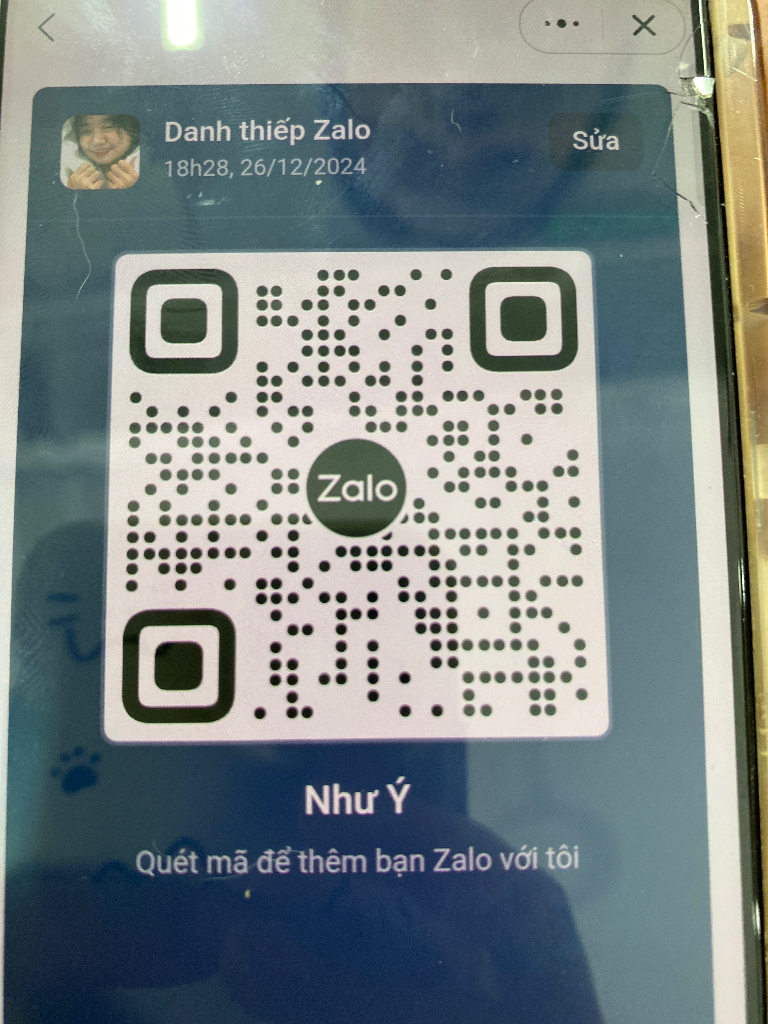 Danh thiếp Zalo
18h28, 26/12/2024
Sửa
Zalo
Như Ý
Quét mã để thêm bạn Zalo với tôi